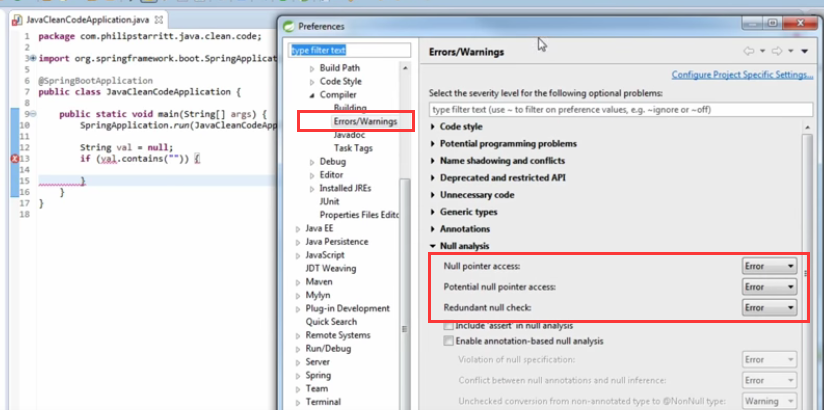 JavaCleanCodeApplication.java
1 package com.philipstarritt.java.clean.code;
2
3 import org.springframework.boot.SpringApplicat
5
6 @SpringBootApplication
7 public class JavaCleanCodeApplication {
8
9 public static void main(String[] args) {
10 SpringApplication.run(JavaCleanCodeApp
11
12 String val = null;
13 if (val.contains("")) {
14
15 }
16 }
17 }
18
Preferences
type filter text
Build Path
Code Style
Compiler
Building
Errors/Warnings
Javadoc
Task Tags
Debug
Editor
Installed JREs
JUnit
Properties Files Edito
Java EE
Java Persistence
JavaScript
JDT Weaving
Maven
Mylyn
Plug-in Development
Quick Search
Remote Systems
Run/Debug
Server
Spring
Team
Terminal
Errors/Warnings
Configure Project Specific Settings...
Select the severity level for the following optional problems:
type filter text (use ~ to filter on preference values, e.g. ~ignore or ~off)
Code style
Potential programming problems
Name shadowing and conflicts
Deprecated and restricted API
Unnecessary code
Generic types
Annotations
Null analysis
Null pointer access: Error
Potential null pointer access: Error
Redundant null check: Error
Include 'assert' in null analysis
Enable annotation-based null analysis
Violation of null specification: Error
Conflict between null annotations and null inference: Error
Unchecked conversion from non-annotated type to @NonNull type: Warning